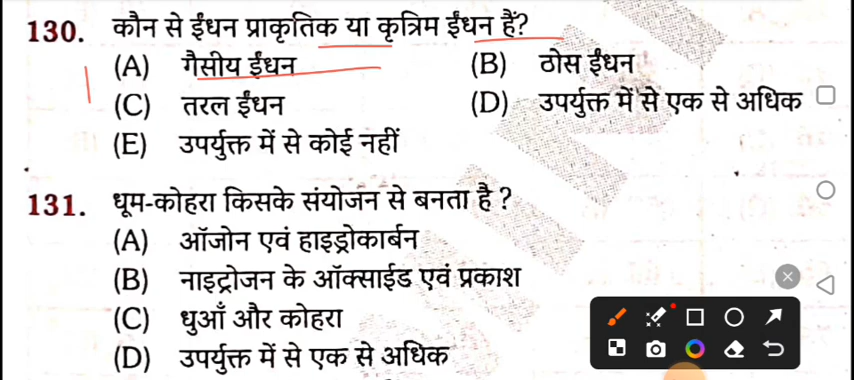 130. कौन से ईंधन प्राकृतिक या कृत्रिम ईंधन हैं?
(A) गैसीय ईंधन (B) ठोस ईंधन
(C) तरल ईंधन (D) उपर्युक्त में से एक से अधिक
(E) उपर्युक्त में से कोई नहीं
131. धूम-कोहरा किसके संयोजन से बनता है ?
(A) ऑजोन एवं हाइड्रोकार्बन
(B) नाइट्रोजन के ऑक्साईड एवं प्रकाश
(C) धुआँ और कोहरा
(D) उपर्युक्त में से एक से अधिक